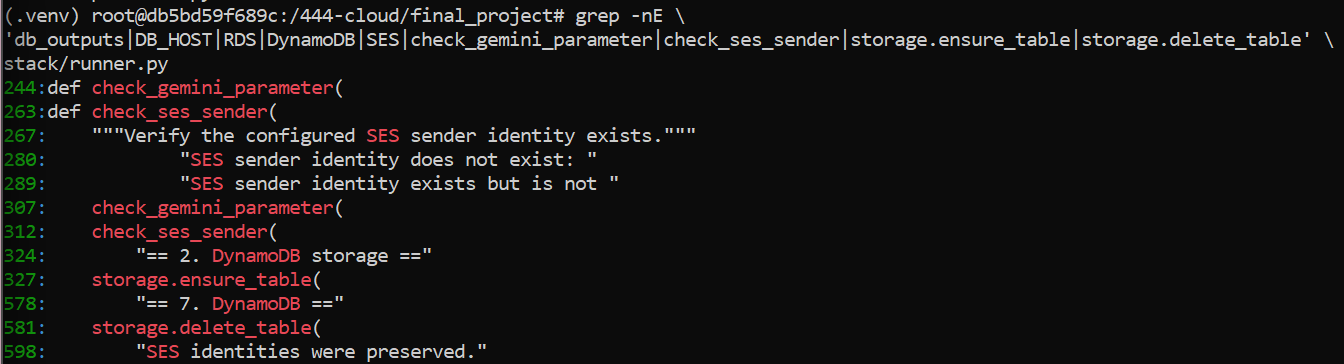 (.venv) root@db5bd59f689c:/444-cloud/final_project# grep -nE \
'db_outputs|DB_HOST|RDS|DynamoDB|SES|check_gemini_parameter|check_ses_sender|storage.ensure_table|storage.delete_table' \
stack/runner.py
244:def check_gemini_parameter(
263:def check_ses_sender(
267:    """Verify the configured SES sender identity exists."""
280:            "SES sender identity does not exist: "
289:            "SES sender identity exists but is not "
307:    check_gemini_parameter(
312:    check_ses_sender(
324:        "== 2. DynamoDB storage =="
327:    storage.ensure_table(
578:        "== 7. DynamoDB =="
581:    storage.delete_table(
598:        "SES identities were preserved."